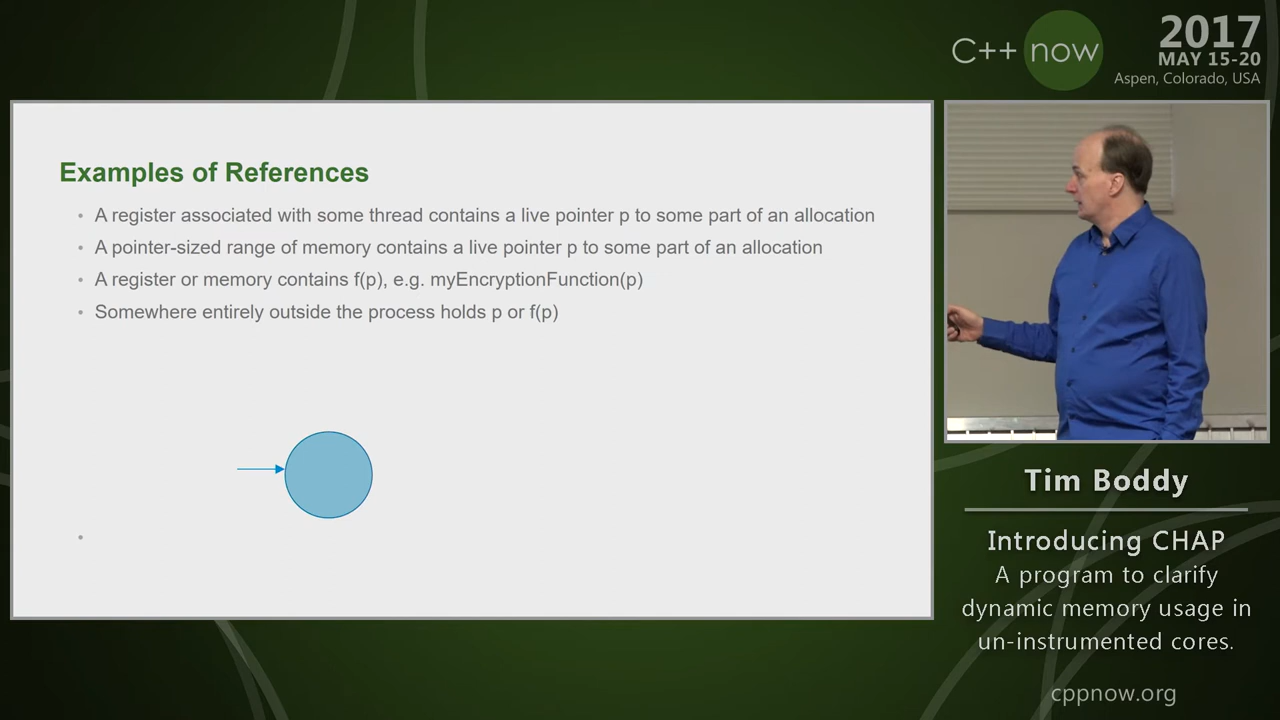 C++ now
2017
MAY 15-20
Aspen, Colorado, USA
Examples of References
• A register associated with some thread contains a live pointer p to some part of an allocation
• A pointer-sized range of memory contains a live pointer p to some part of an allocation
• A register or memory contains f(p), e.g. myEncryptionFunction(p)
• Somewhere entirely outside the process holds p or f(p)
Tim Boddy
Introducing CHAP
A program to clarify
dynamic memory usage in
un-instrumented cores.
cppnow.org